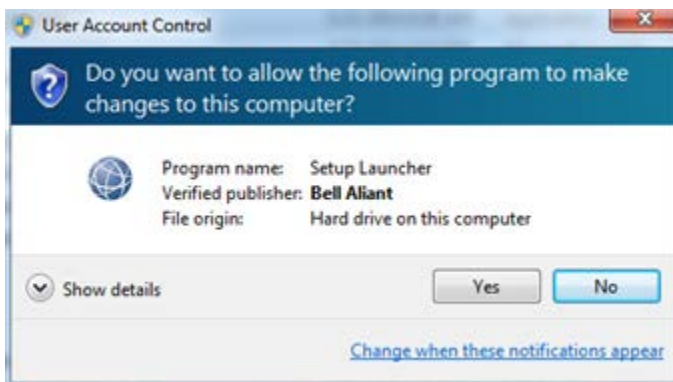 User Account Control
Do you want to allow the following program to make
changes to this computer?
Program name: Setup Launcher
Verified publisher: Bell Aliant
File origin: Hard drive on this computer
Show details
Yes
No
Change when these notifications appear